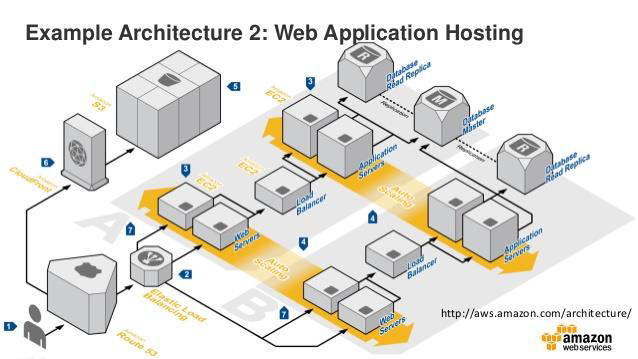 Example Architecture 2: Web Application Hosting
Amazon
S3
5
Amazon
CloudFront
6
Amazon
EC2
3
Database
Read Replica
Replication
Database
Master
Replication
Database
Read Replica
Application
Servers
Auto
Scaling
4
Application
Servers
3
Amazon
EC2
Amazon
EC2
Load
Balancer
Web
Servers
7
2
Elastic Load
Balancing
Auto
Scaling
4
Load
Balancer
7
Web
Servers
A
B
1
Amazon
Route 53
http://aws.amazon.com/architecture/
amazon
webservices
R
M
R